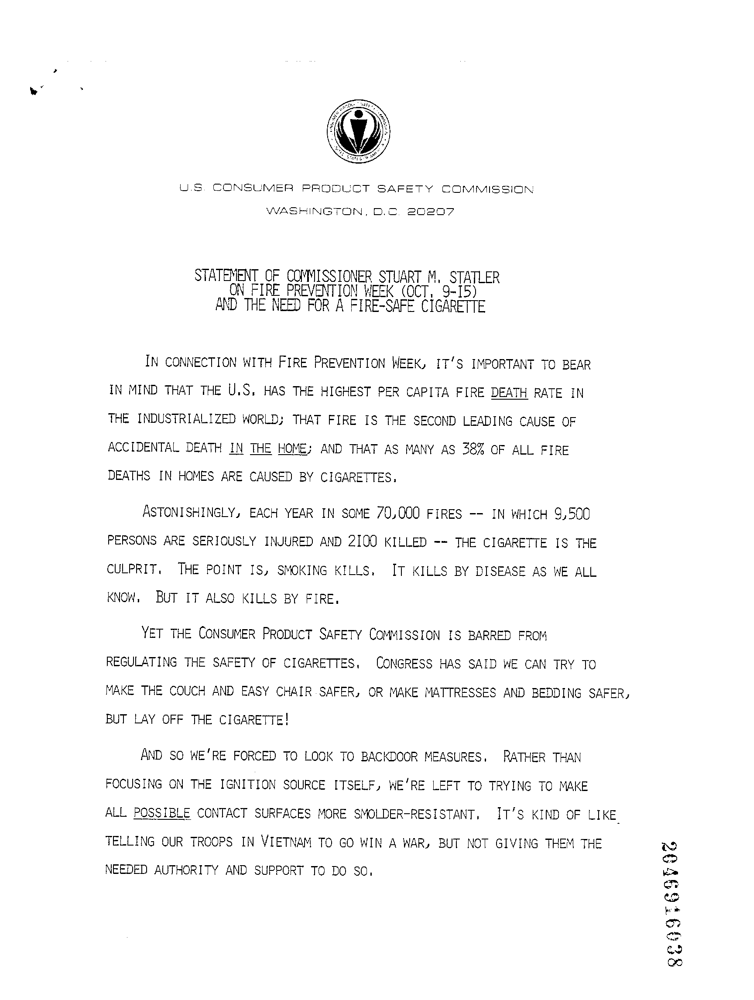 U.S. CONSUMER PRODUCT SAFETY COMMISSION
WASHINGTON, D.C. 20207
STATEMENT OF COMMISSIONER STUART M. STATLER
ON FIRE PREVENTION WEEK (OCT. 9-15)
AND THE NEED FOR A FIRE-SAFE CIGARETTE
IN CONNECTION WITH FIRE PREVENTION WEEK, IT'S IMPORTANT TO BEAR
IN MIND THAT THE U.S. HAS THE HIGHEST PER CAPITA FIRE DEATH RATE IN
THE INDUSTRIALIZED WORLD; THAT FIRE IS THE SECOND LEADING CAUSE OF
ACCIDENTAL DEATH IN THE HOME; AND THAT AS MANY AS 38% OF ALL FIRE
DEATHS IN HOMES ARE CAUSED BY CIGARETTES.
ASTONISHINGLY, EACH YEAR IN SOME 70,000 FIRES -- IN WHICH 9,500
PERSONS ARE SERIOUSLY INJURED AND 2100 KILLED -- THE CIGARETTE IS THE
CULPRIT. THE POINT IS, SMOKING KILLS. IT KILLS BY DISEASE AS WE ALL
KNOW. BUT IT ALSO KILLS BY FIRE.
YET THE CONSUMER PRODUCT SAFETY COMMISSION IS BARRED FROM
REGULATING THE SAFETY OF CIGARETTES. CONGRESS HAS SAID WE CAN TRY TO
MAKE THE COUCH AND EASY CHAIR SAFER, OR MAKE MATTRESSES AND BEDDING SAFER,
BUT LAY OFF THE CIGARETTE!
AND SO WE'RE FORCED TO LOOK TO BACKDOOR MEASURES. RATHER THAN
FOCUSING ON THE IGNITION SOURCE ITSELF, WE'RE LEFT TO TRYING TO MAKE
ALL POSSIBLE CONTACT SURFACES MORE SMOLDER-RESISTANT. IT'S KIND OF LIKE
TELLING OUR TROOPS IN VIETNAM TO GO WIN A WAR, BUT NOT GIVING THEM THE
NEEDED AUTHORITY AND SUPPORT TO DO SO.
2046916038